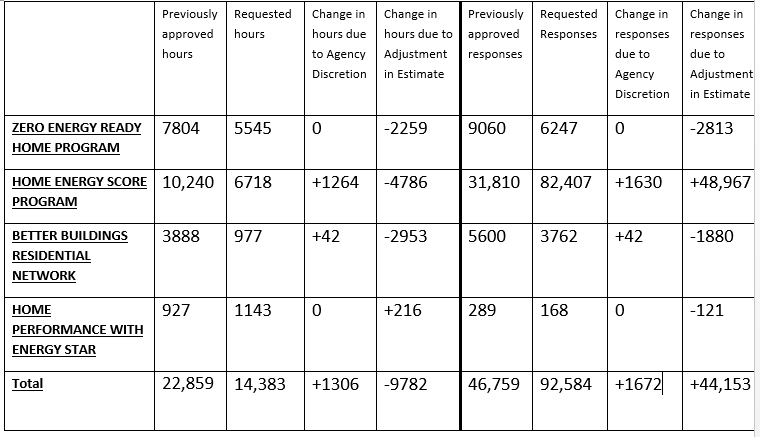 Previously approved hours | Requested hours | Change in hours due to Agency Discretion | Change in hours due to Adjustment in Estimate | Previously approved responses | Requested Responses | Change in responses due to Agency Discretion | Change in responses due to Adjustment in Estimate
ZERO ENERGY READY HOME PROGRAM | 7804 | 5545 | 0 | -2259 | 9060 | 6247 | 0 | -2813
HOME ENERGY SCORE PROGRAM | 10,240 | 6718 | +1264 | -4786 | 31,810 | 82,407 | +1630 | +48,967
BETTER BUILDINGS RESIDENTIAL NETWORK | 3888 | 977 | +42 | -2953 | 5600 | 3762 | +42 | -1880
HOME PERFORMANCE WITH ENERGY STAR | 927 | 1143 | 0 | +216 | 289 | 168 | 0 | -121
Total | 22,859 | 14,383 | +1306 | -9782 | 46,759 | 92,584 | +1672 | +44,153